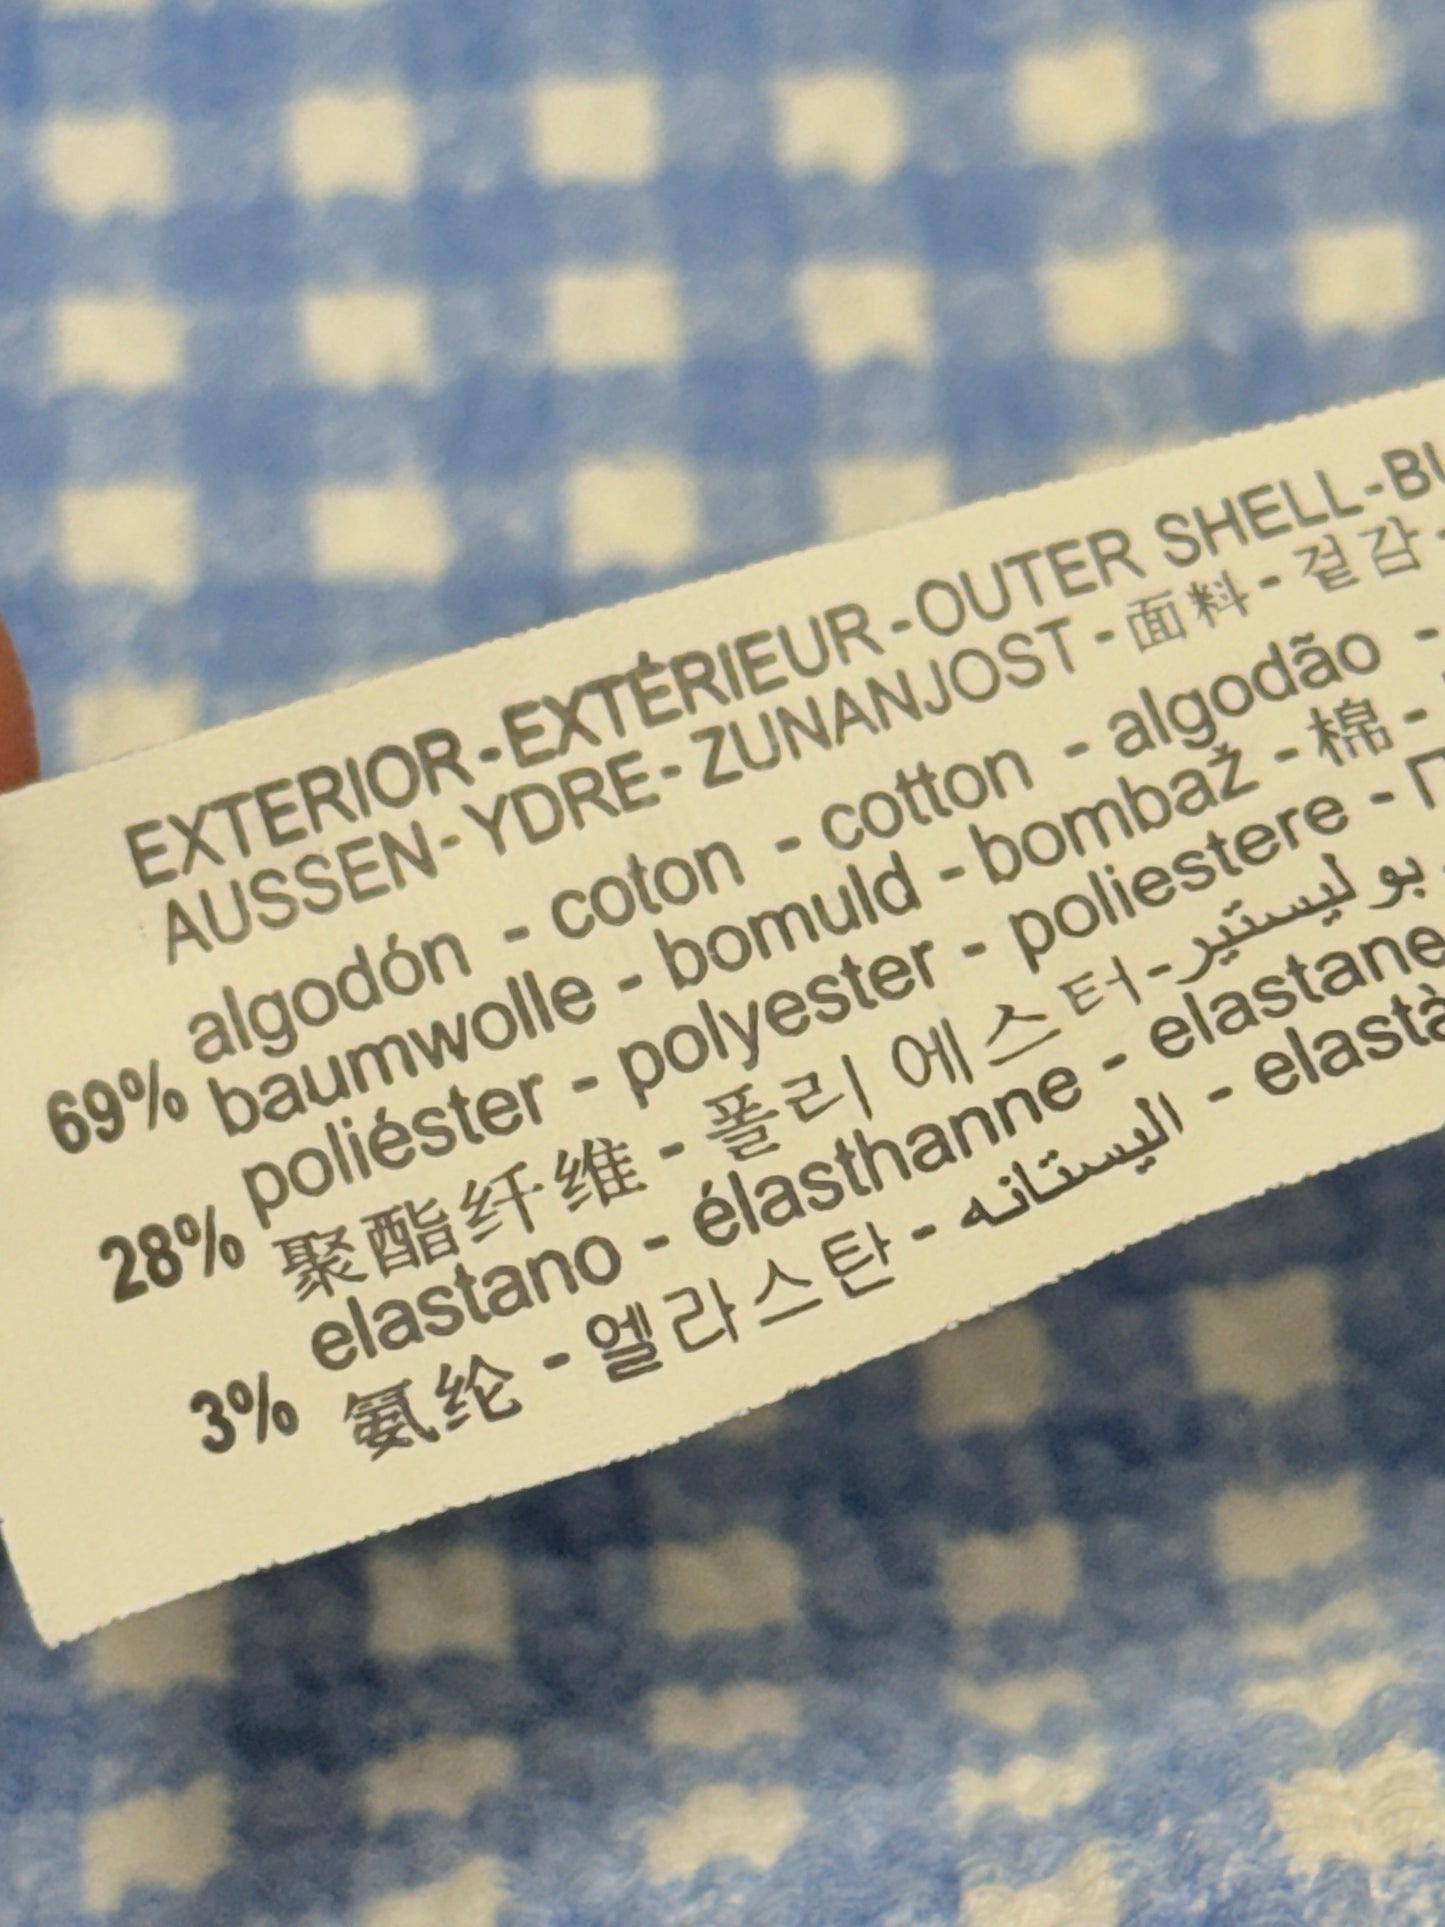 EXTERIOR-EXTÉRIEUR-OUTER SHELL-
AUSSEN-YDRE-ZUNANJOST-面料-겉감-
69% algodón - coton - cotton - algodão -
baumwolle - bomuld - bombaž - 棉 -
28% poliéster - polyester - poliestere -
聚酯纤维 - 폴리 에스터 - بو ليستير
3% elastano - élasthanne - elastane
氨纶 - 엘라스탄 - اليستانه -